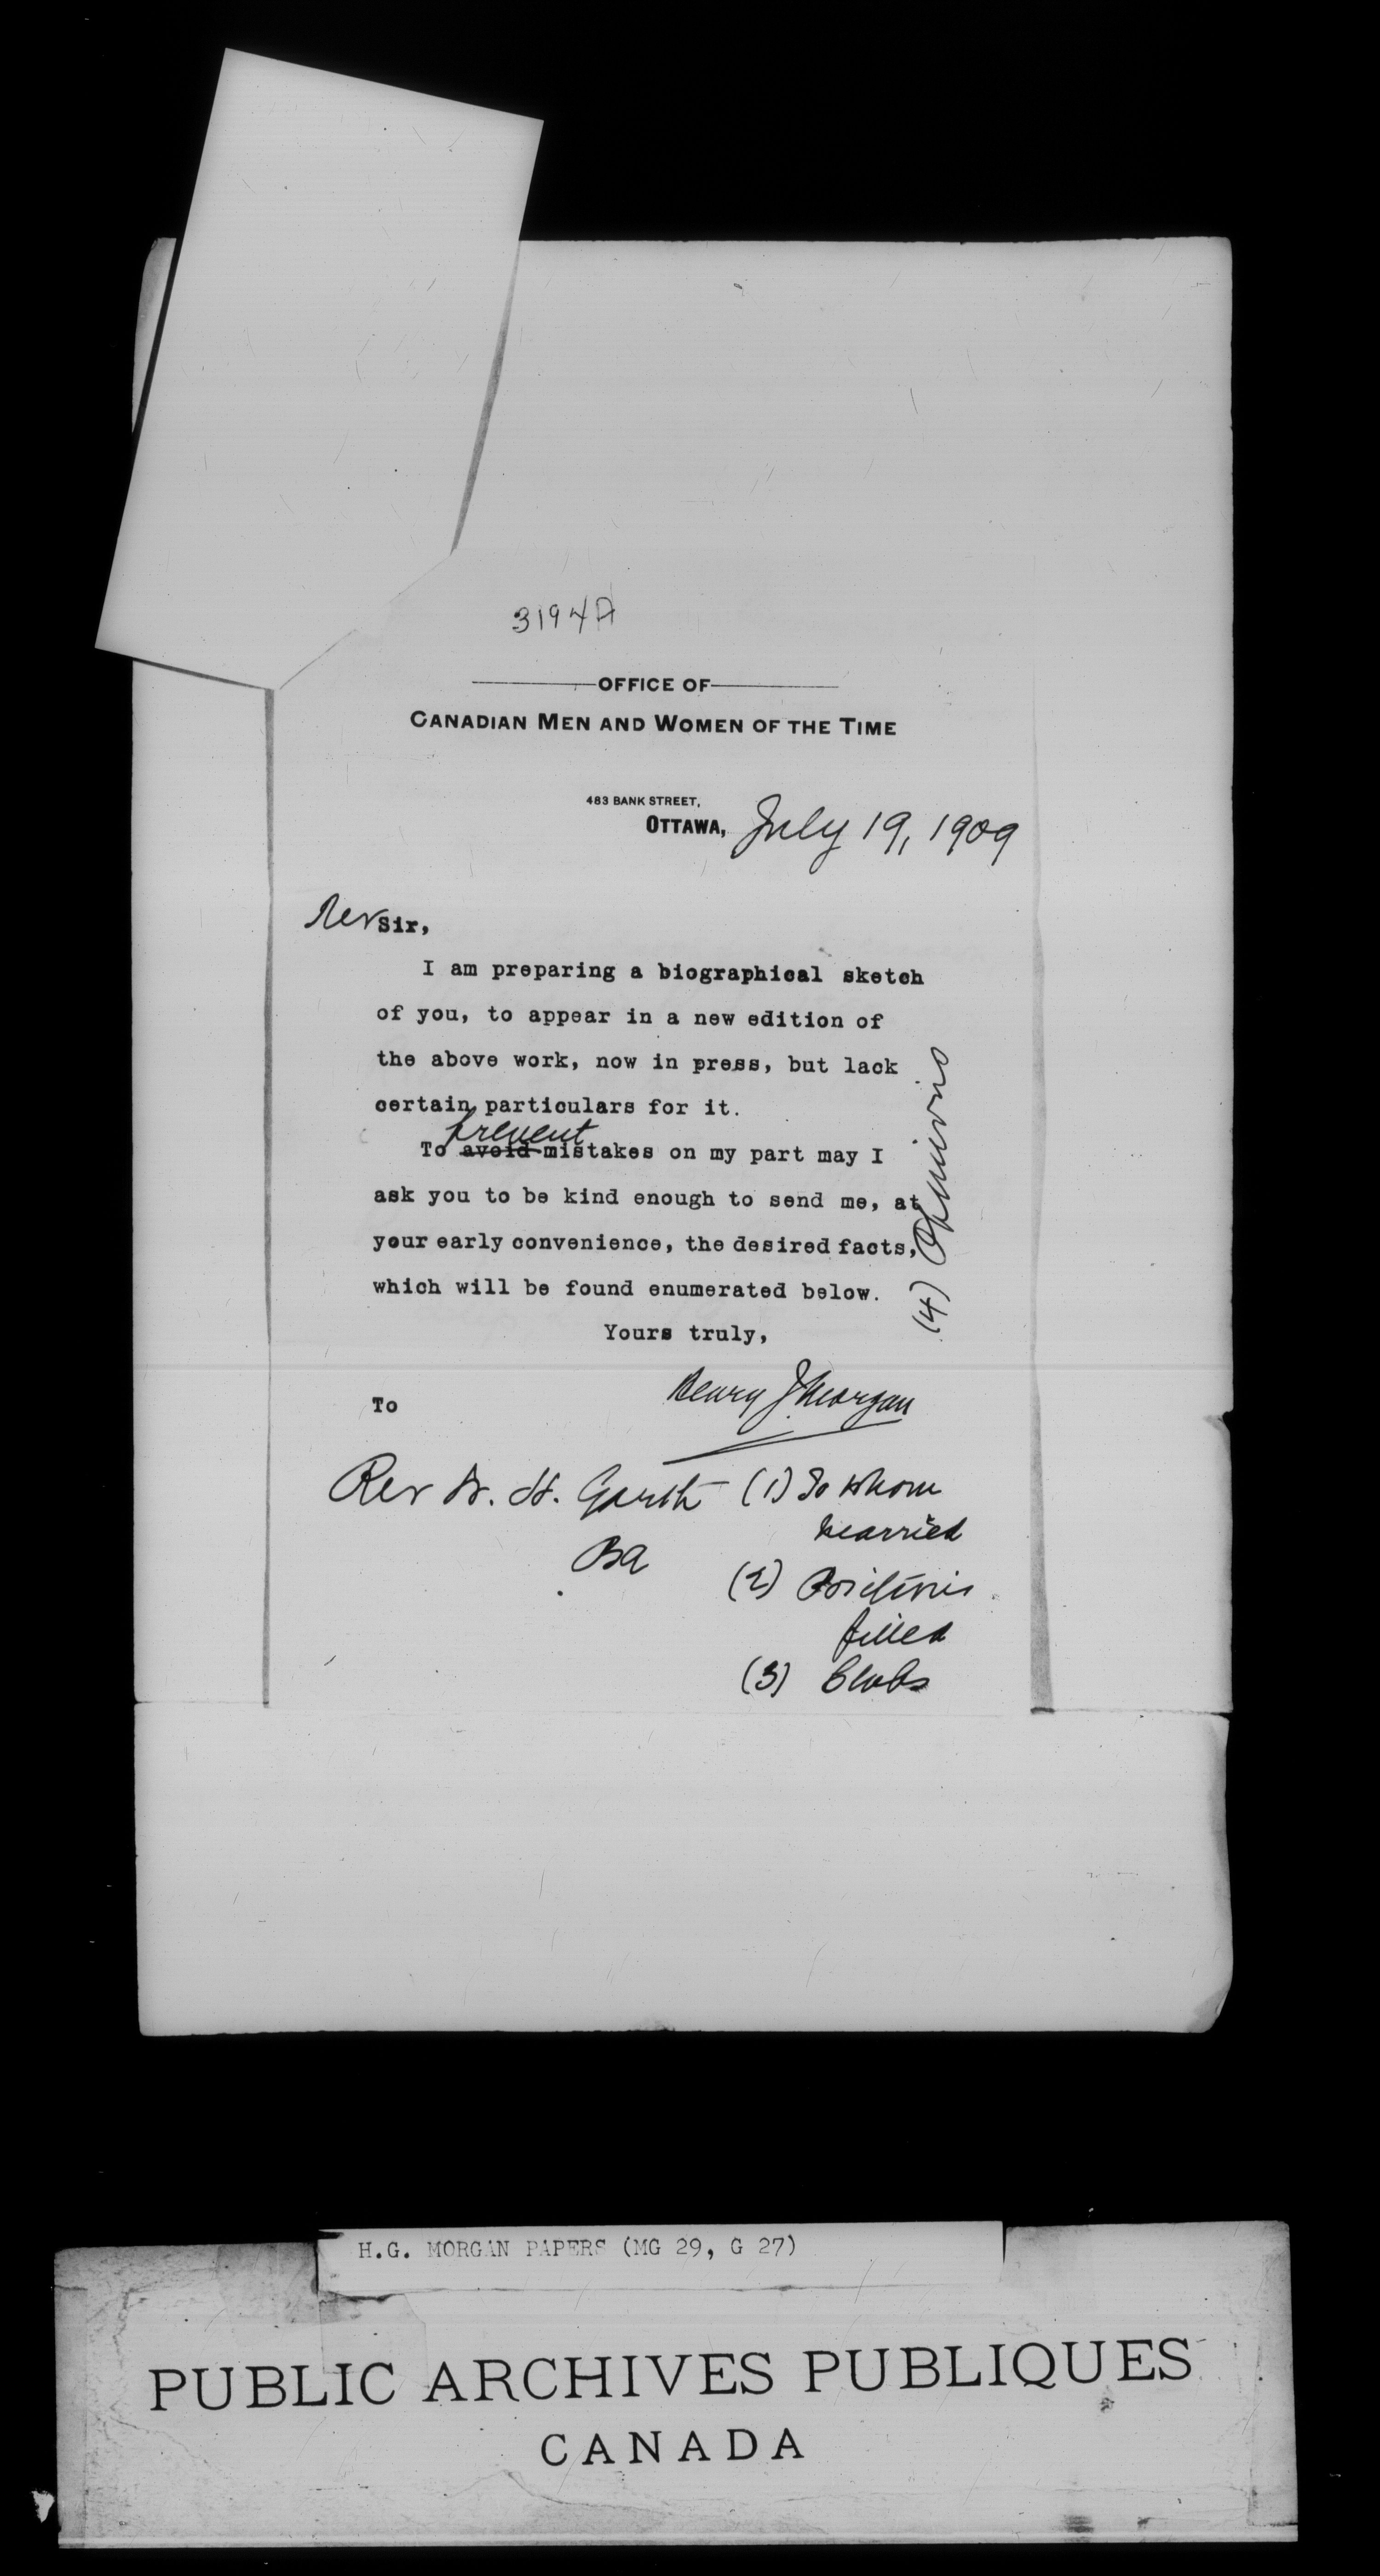 3194A
OFFICE OF
CANADIAN MEN AND WOMEN OF THE TIME
483 BANK STREET,
OTTAWA, July 19, 1909
Rev Sir,
I am preparing a biographical sketch
of you, to appear in a new edition of
the above work, now in press, but lack
certain particulars for it.
prevent
To avoid mistakes on my part may I
ask you to be kind enough to send me, at
your early convenience, the desired facts,
which will be found enumerated below.
Yours truly,
Henry J Morgan
To
Rev H. Garth
BA
(1) To whom
married
(2) Positions
filled
(3) Clubs
(4) Opinions
H.G. MORGAN PAPERS (MG 29, G 27)
PUBLIC ARCHIVES PUBLIQUES
CANADA